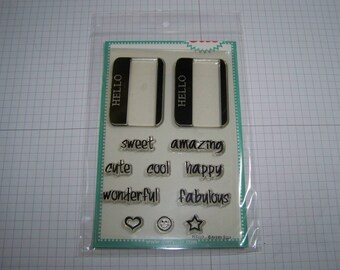 HELLO HELLO
sweet amazing
cute cool happy
wonderful fabulous